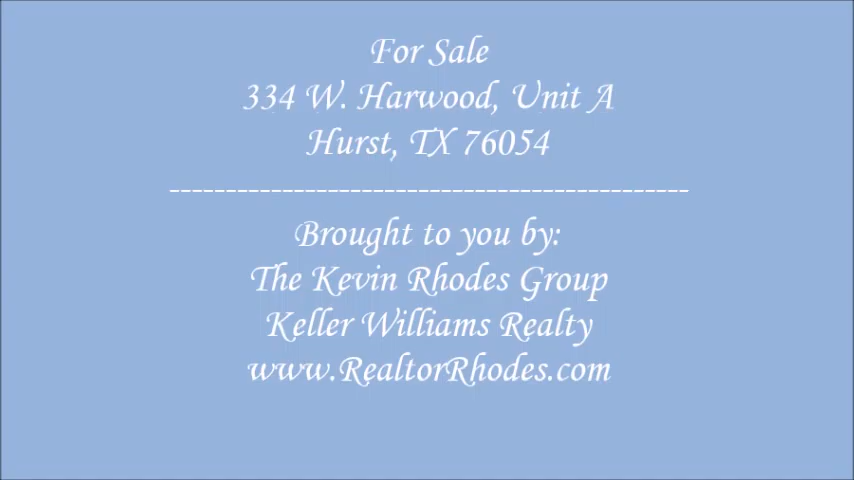 For Sale
334 W. Harwood, Unit A
Hurst, TX 76054
----------------------------------------------
Brought to you by:
The Kevin Rhodes Group
Keller Williams Realty
www.RealtorRhodes.com